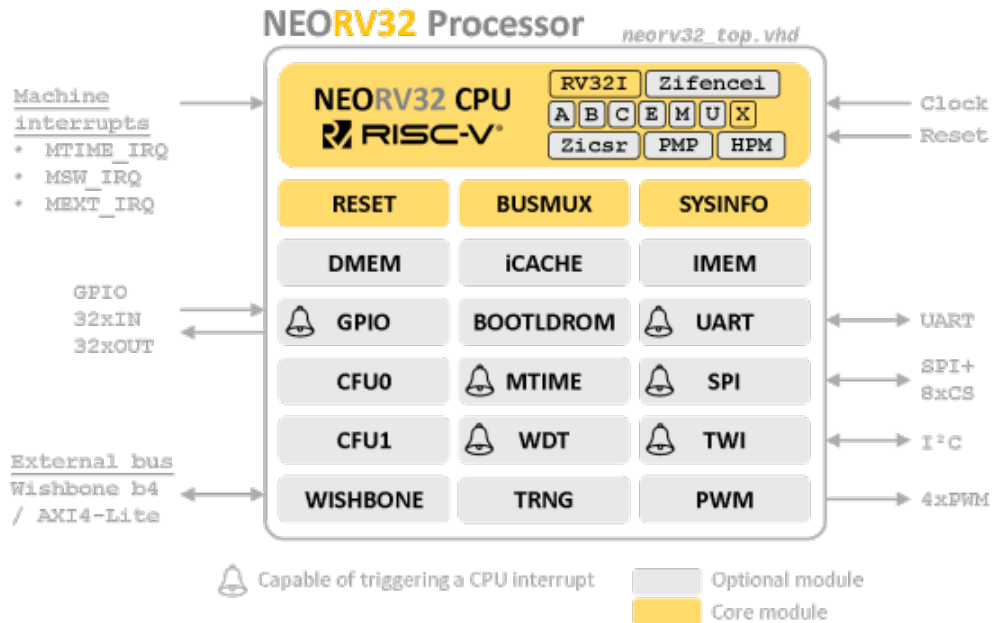 NEORV32 Processor
neorv32_top.vhd
Machine
interrupts
• MTIME_IRQ
• MSW_IRQ
• MEXT_IRQ
NEORV32 CPU
RISC-V®
RV32I Zifencei
A B C E M U X
Zicsr PMP HPM
Clock
Reset
RESET BUSMUX SYSINFO
DMEM iCACHE IMEM
GPIO
32xIN
32xOUT
GPIO BOOTLDROM UART
UART
CFU0 MTIME SPI
SPI+
8xCS
CFU1 WDT TWI
I²C
External bus
Wishbone b4
/ AXI4-Lite
WISHBONE TRNG PWM
4xPWM
Capable of triggering a CPU interrupt
Optional module
Core module